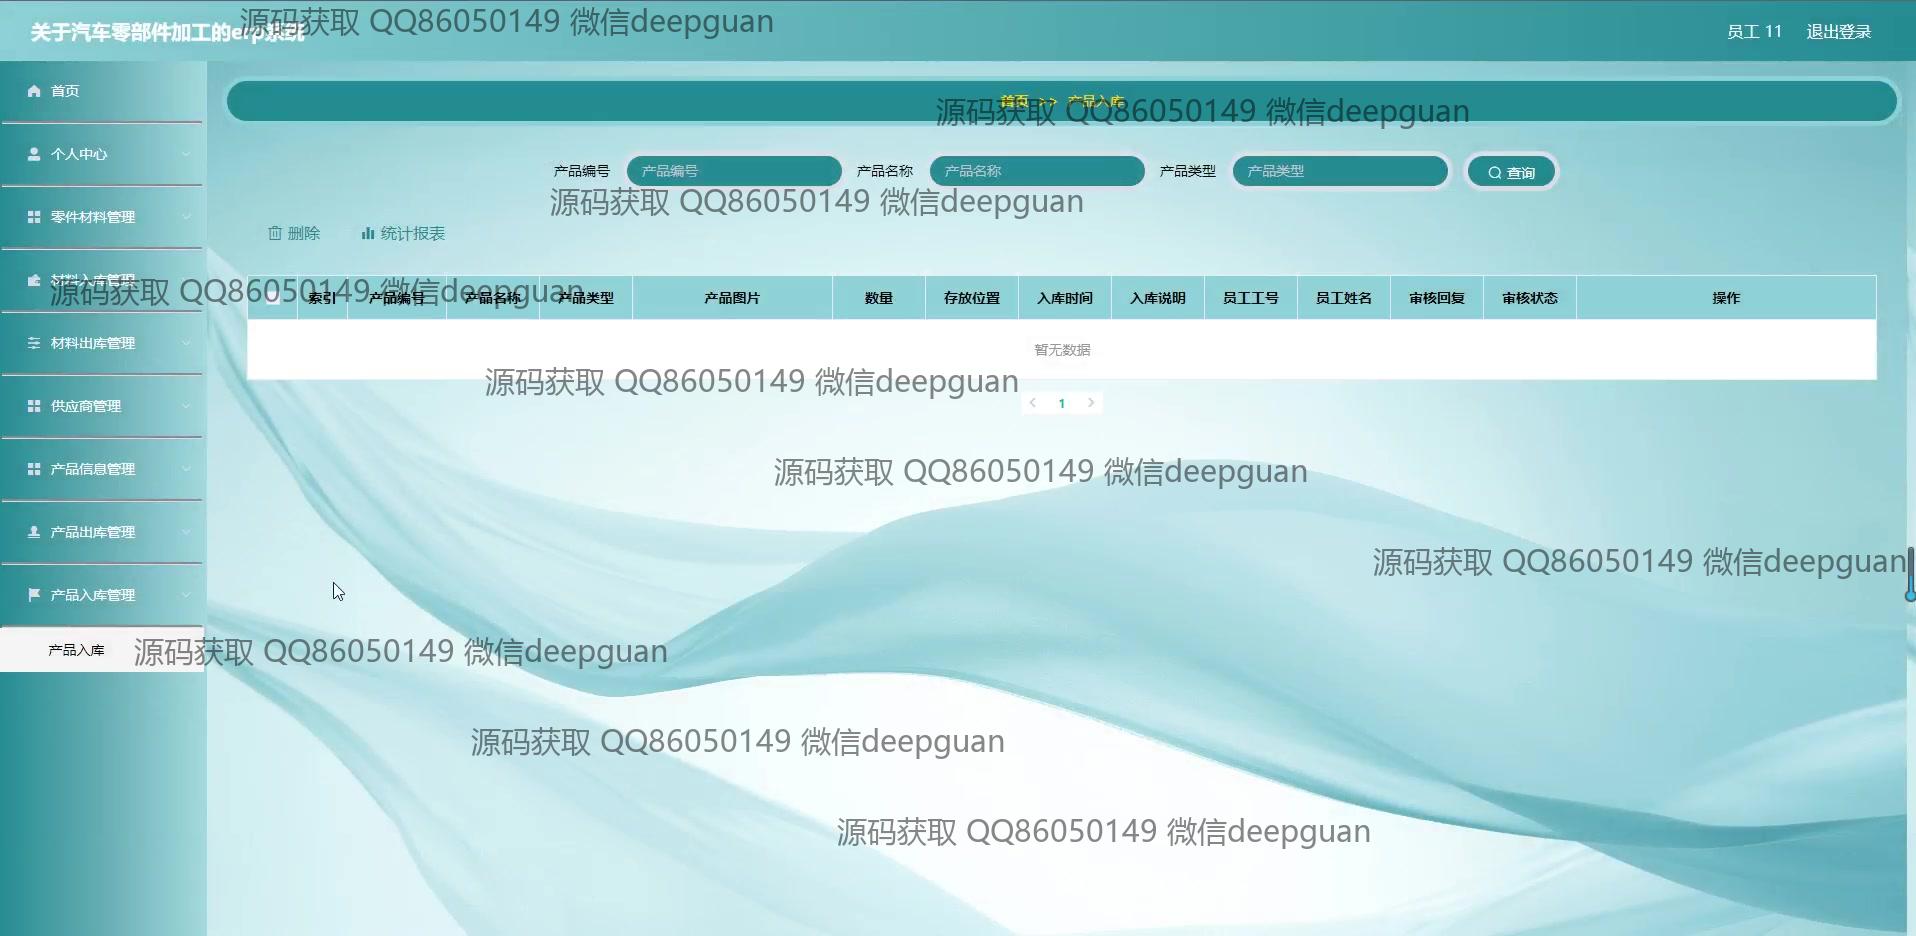 关于汽车零部件加工的erp系统
源码获取 QQ86050149 微信deepguan
员工 11 退出登录
首页
首页 >> 产品入库
源码获取 QQ86050149 微信deepguan
个人中心
产品编号 产品编号 产品名称 产品名称 产品类型 产品类型 查询
源码获取 QQ86050149 微信deepguan
零件材料管理
删除 统计报表
材料入库管理
源码获取 QQ86050149 微信deepguan
索引 产品编号 产品名称 产品类型 产品图片 数量 存放位置 入库时间 入库说明 员工工号 员工姓名 审核回复 审核状态 操作
材料出库管理
暂无数据
源码获取 QQ86050149 微信deepguan
1
供应商管理
产品信息管理
源码获取 QQ86050149 微信deepguan
产品出库管理
源码获取 QQ86050149 微信deepguan
产品入库管理
产品入库
源码获取 QQ86050149 微信deepguan
源码获取 QQ86050149 微信deepguan
源码获取 QQ86050149 微信deepguan